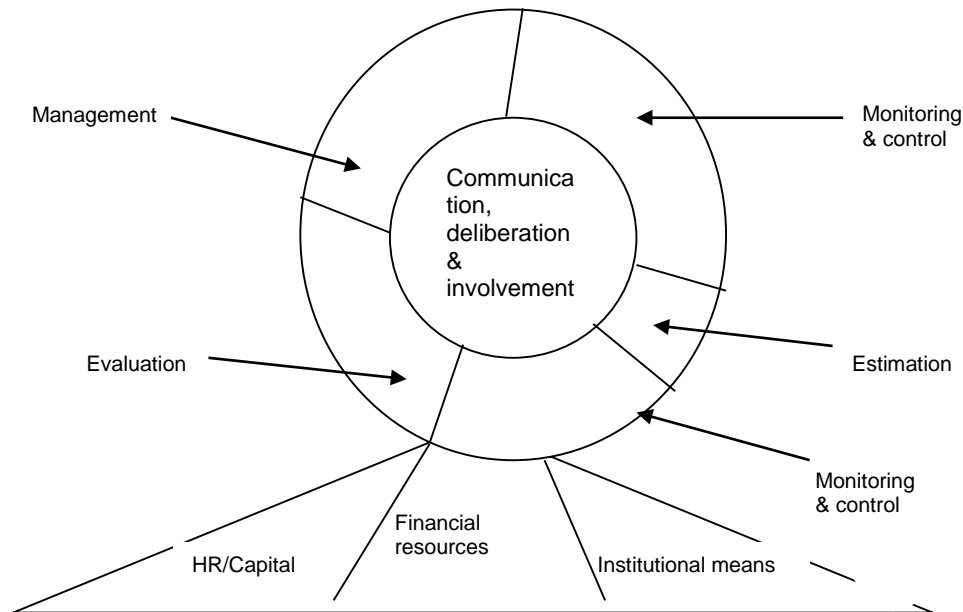 Management
Monitoring
& control
Communica
tion,
deliberation
&
involvement
Evaluation
Estimation
Monitoring
& control
Financial
resources
HR/Capital
Institutional means